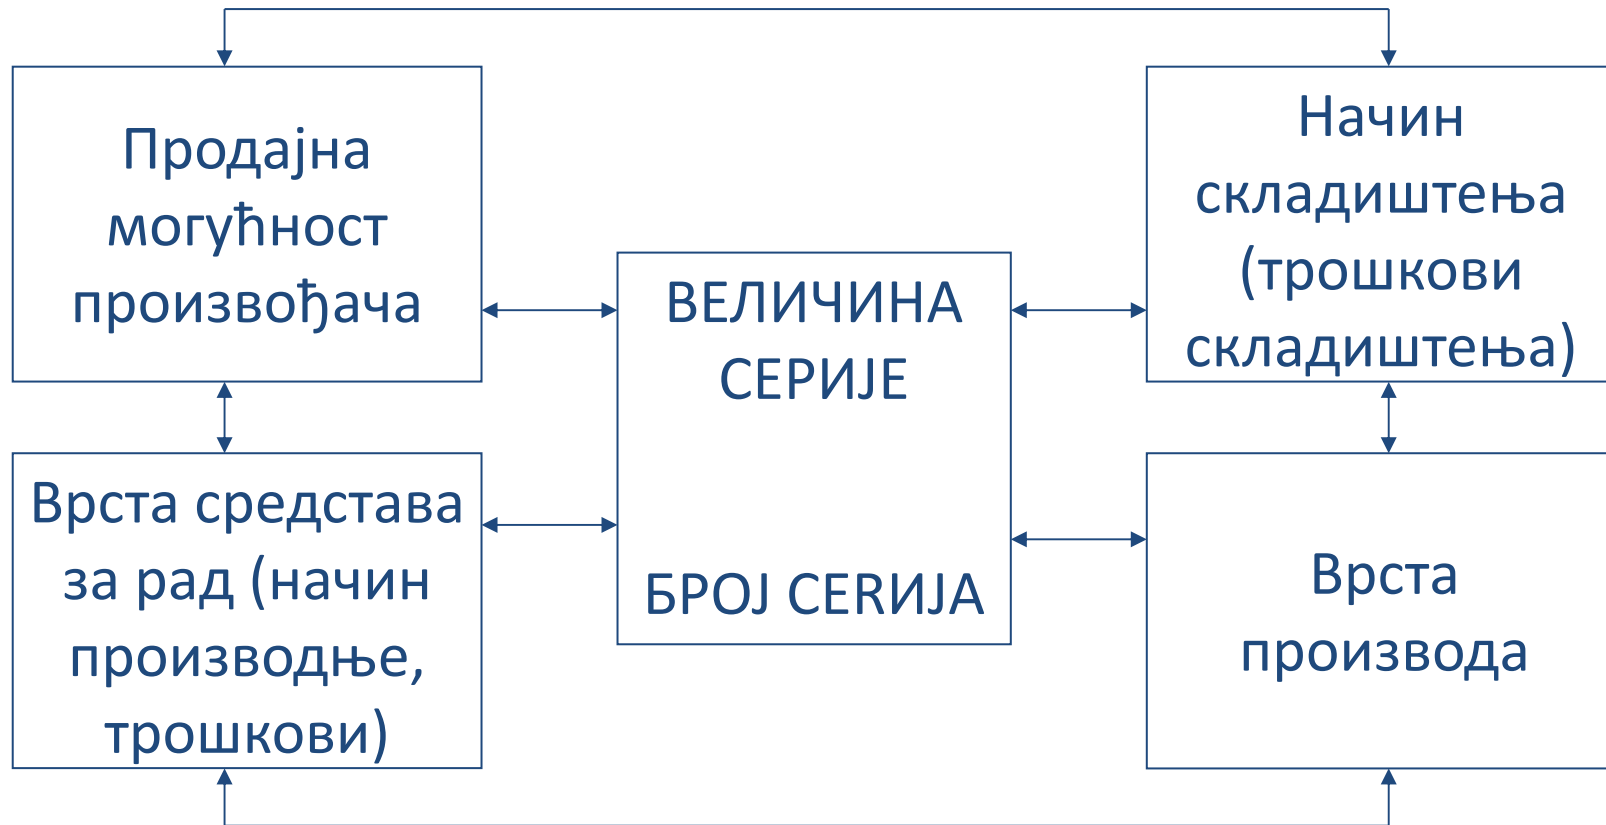 Продајна
могућност
произвођача
Начин
складиштења
(трошкови
складиштења)
ВЕЛИЧИНА
СЕРИЈЕ
БРОЈ СЕRИЈА
Врста средстава
за рад (начин
производње,
трошкови)
Врста
производа